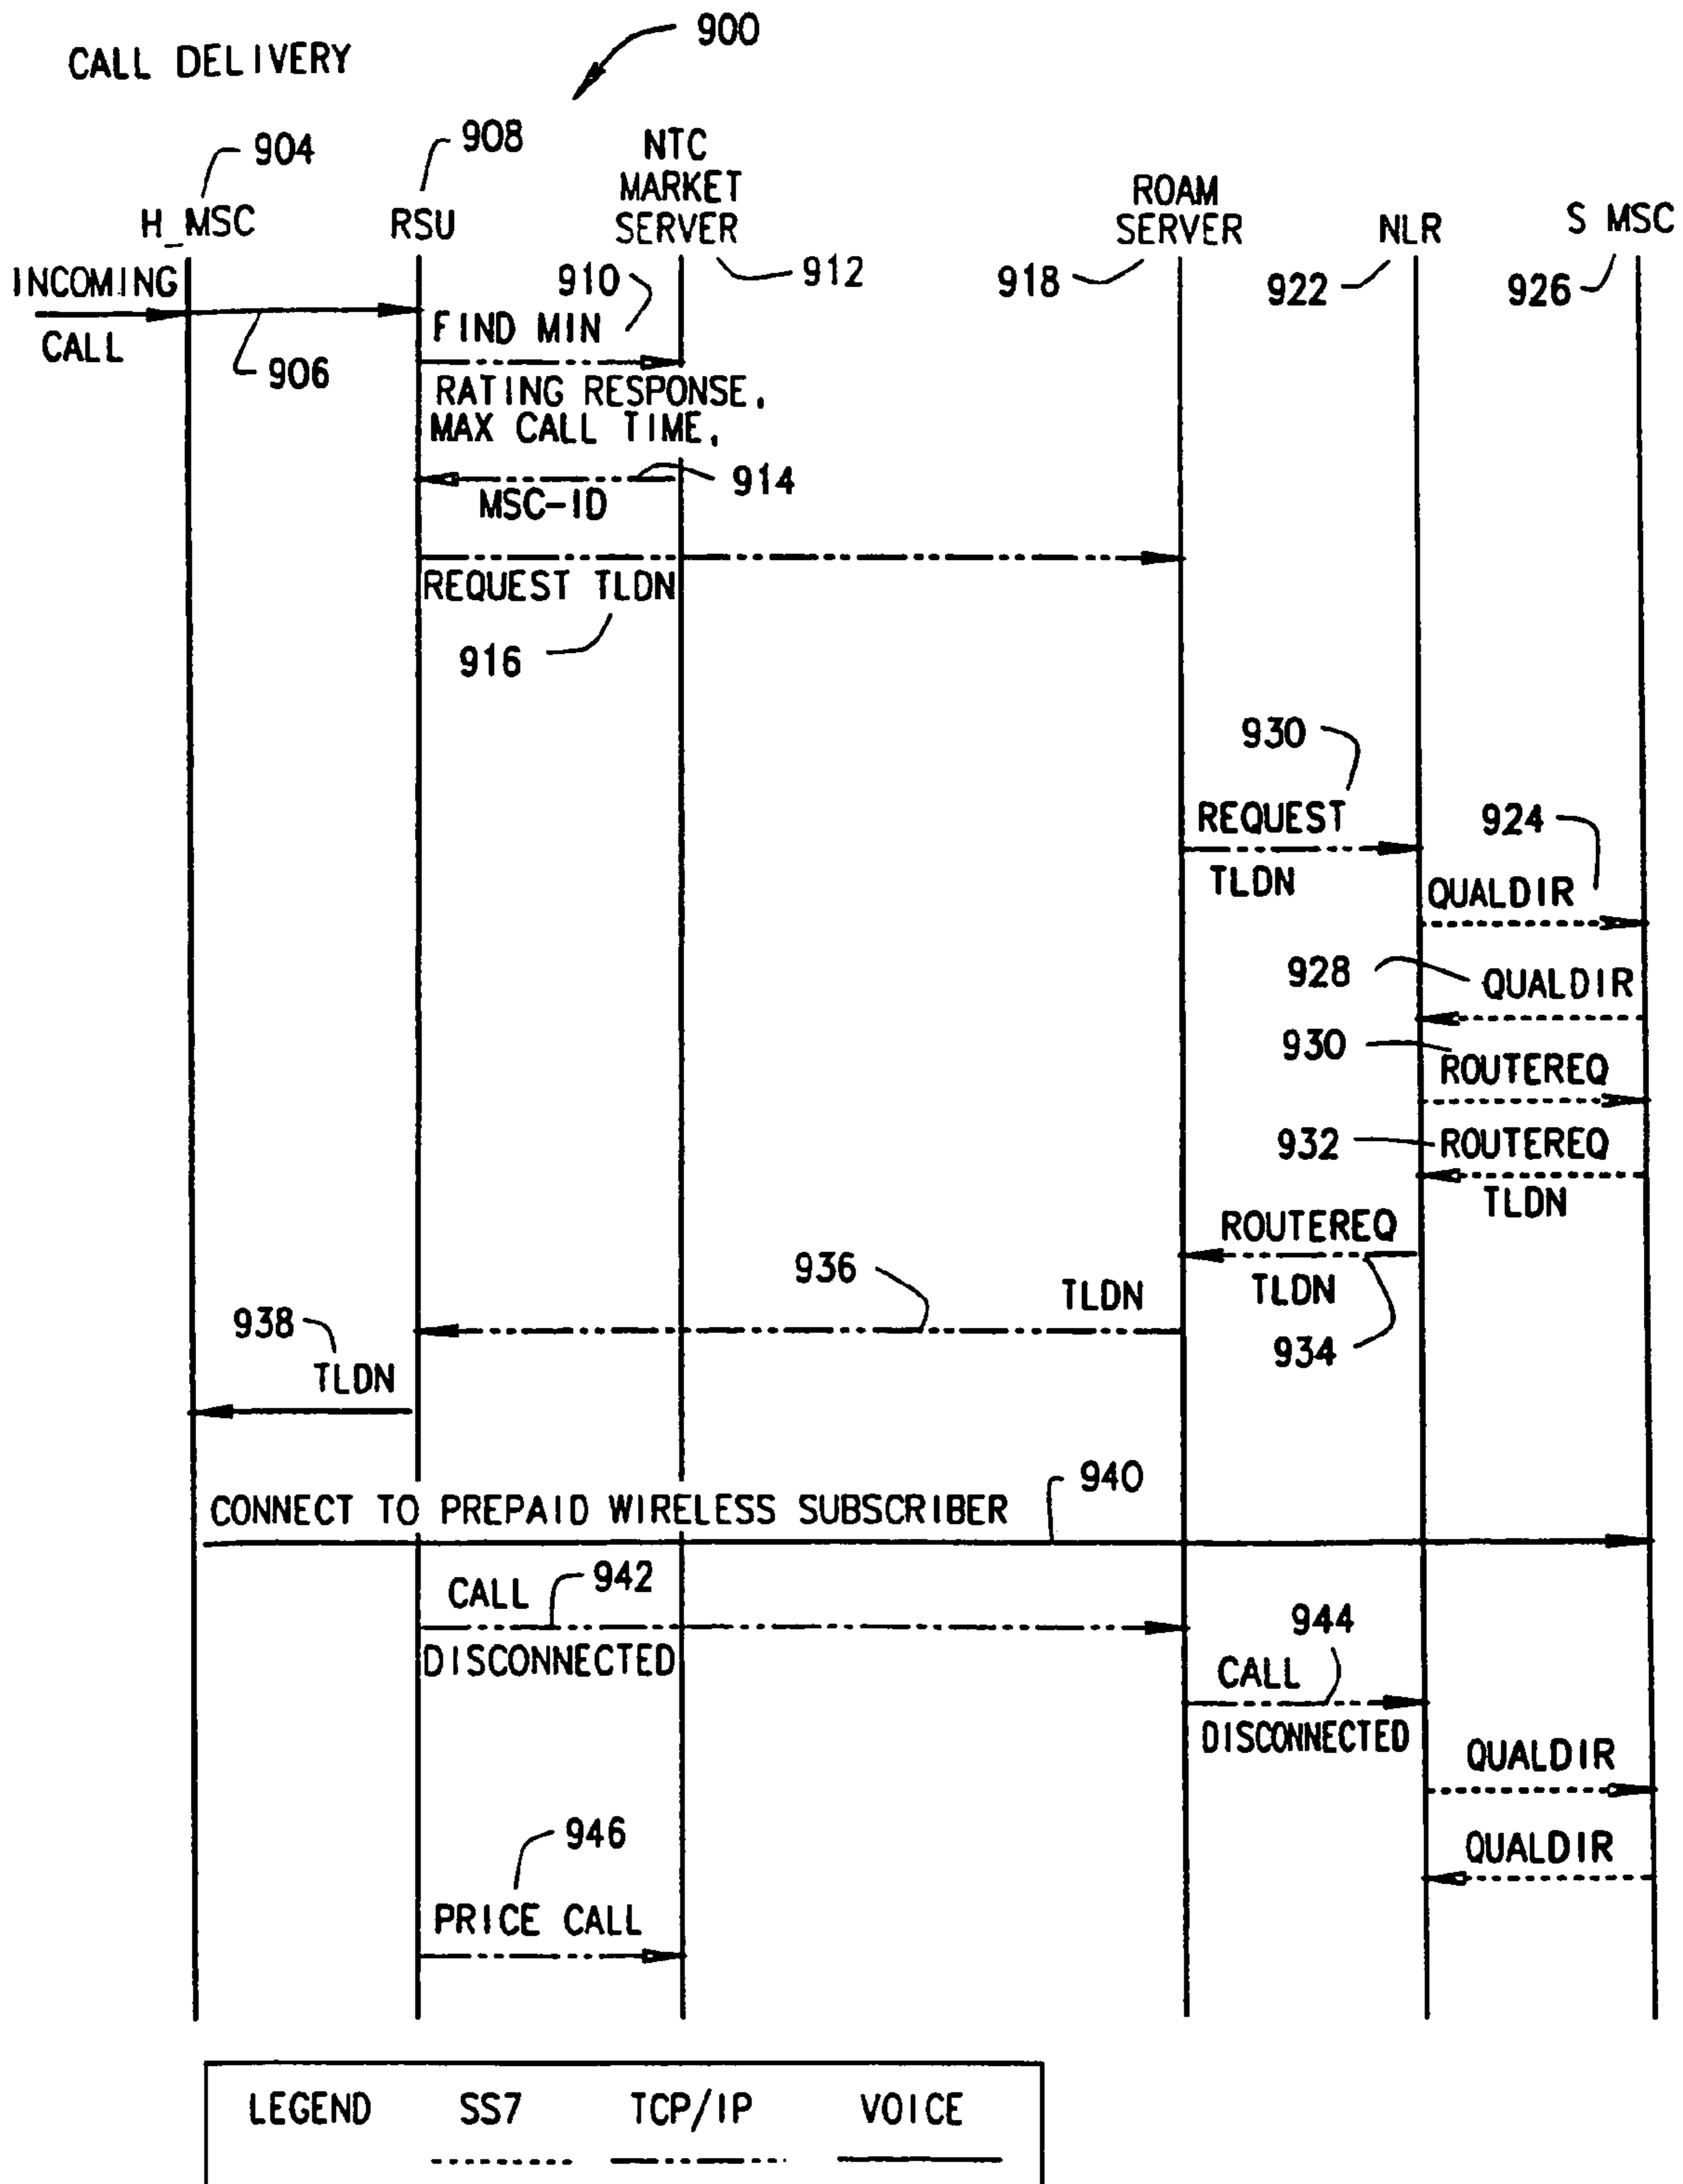 900
CALL DELIVERY
904
908
NTC
MARKET
SERVER
H_MSC
RSU
ROAM
SERVER
NLR
S MSC
912
918
922
926
INCOMING
CALL
906
910
FIND MIN
RATING RESPONSE,
MAX CALL TIME,
914
MSC-ID
REQUEST TLDN
916
930
REQUEST
TLDN
924
QUALDIR
928
QUALDIR
930
ROUTEREQ
932
ROUTEREQ
TLDN
ROUTEREQ
TLDN
934
936
TLDN
938
TLDN
940
CONNECT TO PREPAID WIRELESS SUBSCRIBER
942
CALL
DISCONNECTED
944
CALL
DISCONNECTED
QUALDIR
QUALDIR
946
PRICE CALL
LEGEND SS7 TCP/IP VOICE